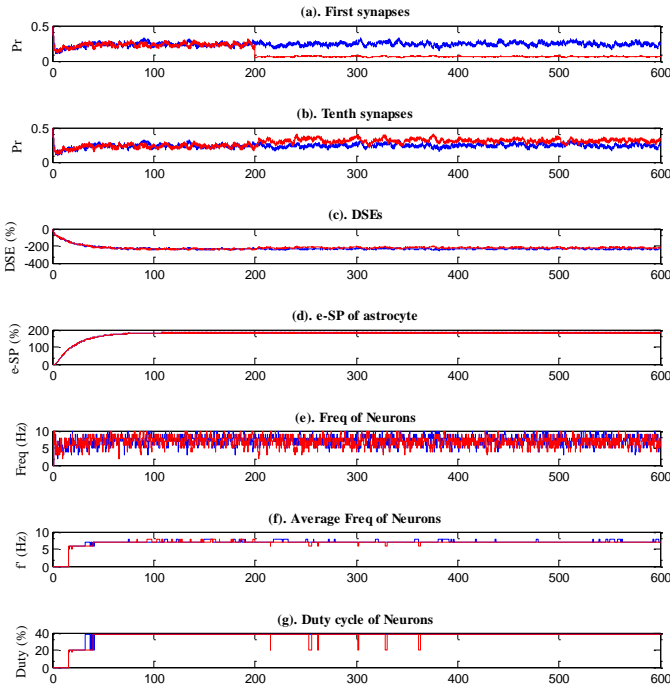 (a). First synapses
0.5
Pr
0
0 100 200 300 400 500 600
(b). Tenth synapses
0.5
Pr
0
0 100 200 300 400 500 600
(c). DSEs
0
DSE (%)
-200
-400
0 100 200 300 400 500 600
(d). e-SP of astrocyte
200
e-SP (%)
100
0
0 100 200 300 400 500 600
(e). Freq of Neurons
10
Freq (Hz)
5
0
0 100 200 300 400 500 600
(f). Average Freq of Neurons
10
f' (Hz)
5
0
0 100 200 300 400 500 600
(g). Duty cycle of Neurons
40
Duty (%)
20
0
0 100 200 300 400 500 600